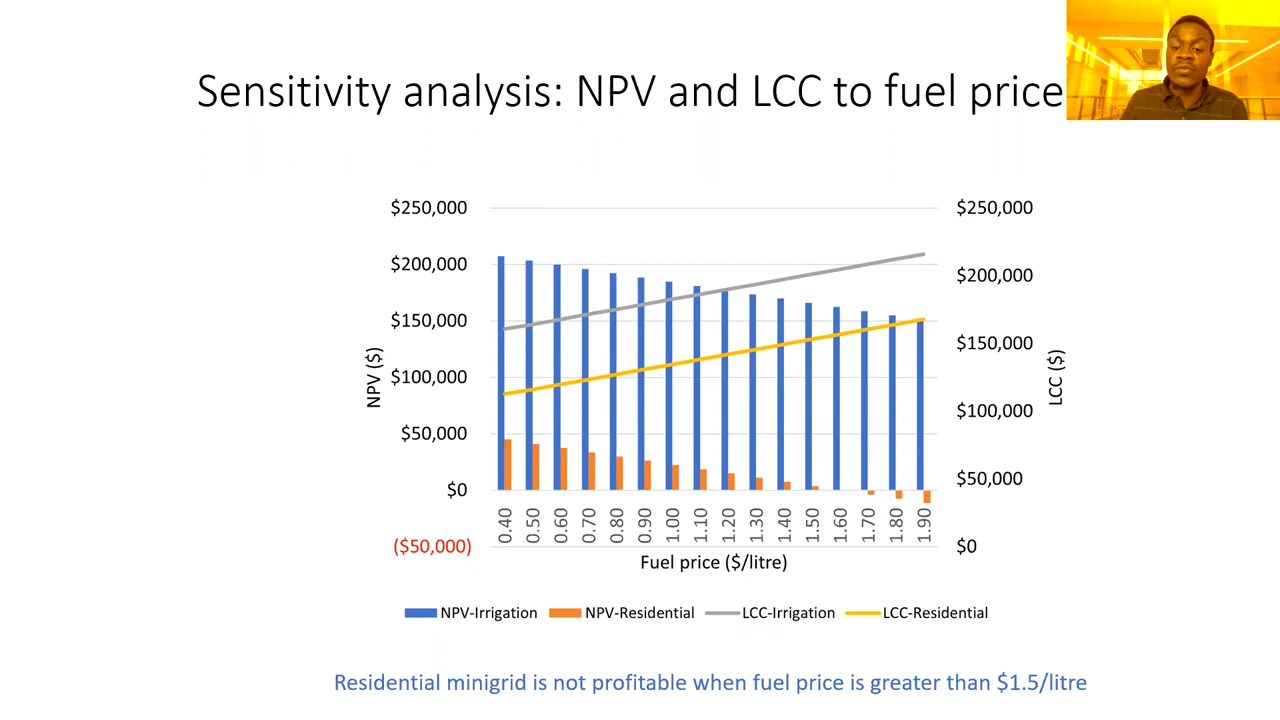 Sensitivity analysis: NPV and LCC to fuel price
$250,000
$200,000
$150,000
$100,000
$50,000
$0
($50,000)
NPV ($)
$250,000
$200,000
$150,000
$100,000
$50,000
$0
LCC ($)
0.40 0.50 0.60 0.70 0.80 0.90 1.00 1.10 1.20 1.30 1.40 1.50 1.60 1.70 1.80 1.90
Fuel price ($/litre)
NPV-Irrigation NPV-Residential LCC-Irrigation LCC-Residential
Residential minigrid is not profitable when fuel price is greater than $1.5/litre